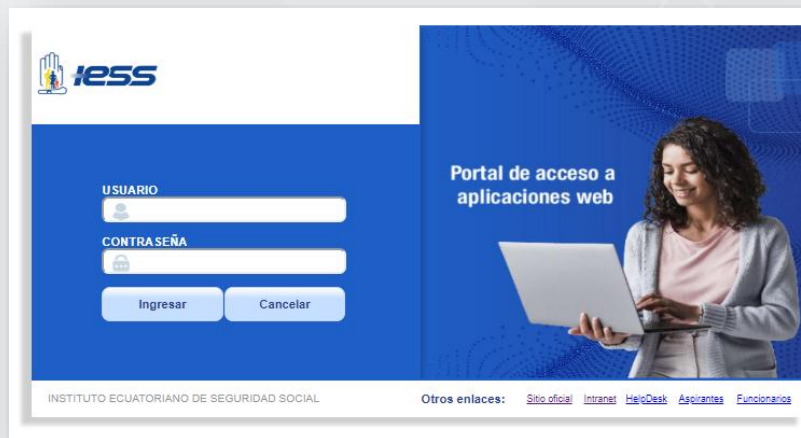 IESS
USUARIO
CONTRASEÑA
Ingresar
Cancelar
Portal de acceso a
aplicaciones web
INSTITUTO ECUATORIANO DE SEGURIDAD SOCIAL
Otros enlaces: Sitio oficial Intranet HelpDesk Aspirantes Funcionarios